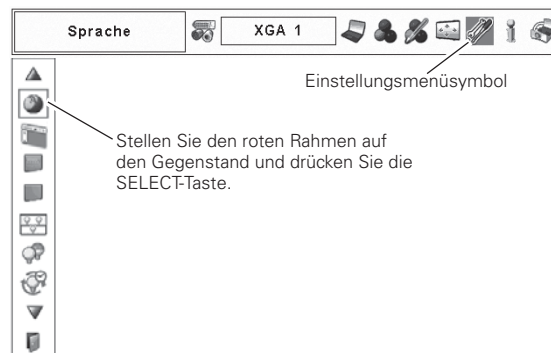 Sprache
XGA 1
Einstellungsmenüsymbol
Stellen Sie den roten Rahmen auf
den Gegenstand und drücken Sie die
SELECT-Taste.